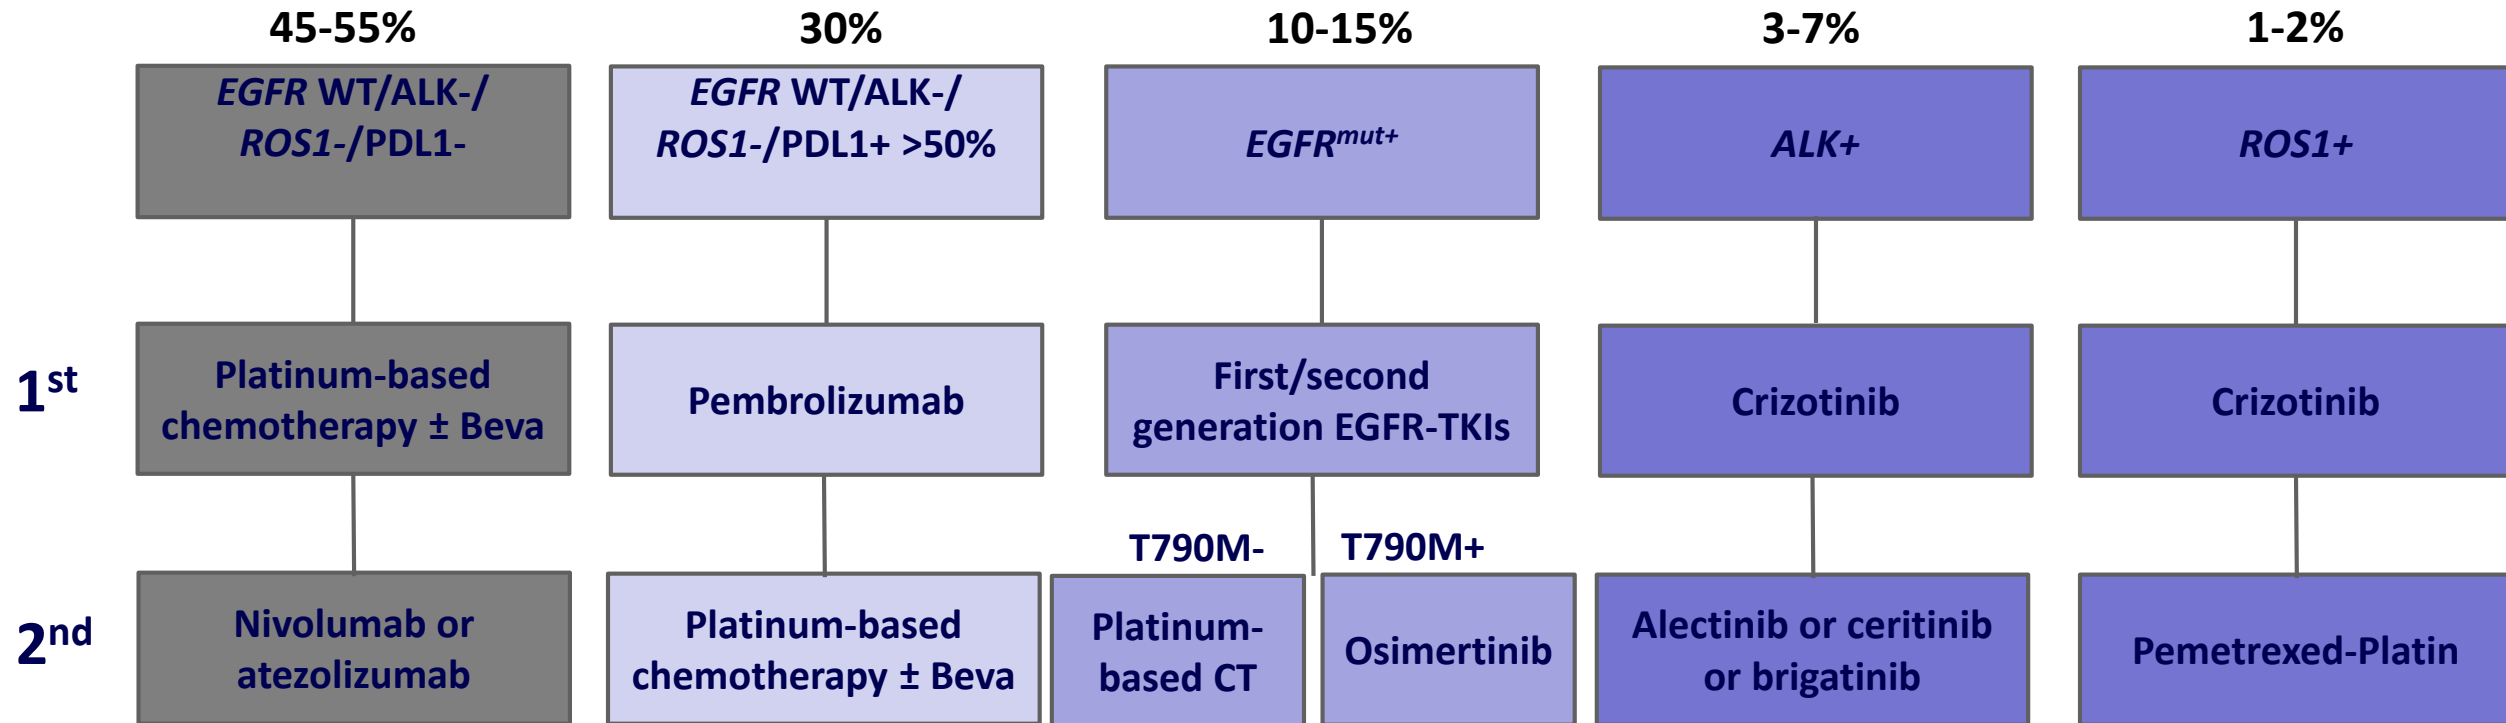 45-55%
30%
10-15%
3-7%
1-2%
EGFR WT/ALK-/
ROS1-/PDL1-
EGFR WT/ALK-/
ROS1-/PDL1+ >50%
EGFRmut+
ALK+
ROS1+
1st
Platinum-based
chemotherapy ± Beva
Pembrolizumab
First/second
generation EGFR-TKIs
Crizotinib
Crizotinib
T790M-
T790M+
2nd
Nivolumab or
atezolizumab
Platinum-based
chemotherapy ± Beva
Platinum-
based CT
Osimertinib
Alectinib or ceritinib
or brigatinib
Pemetrexed-Platin